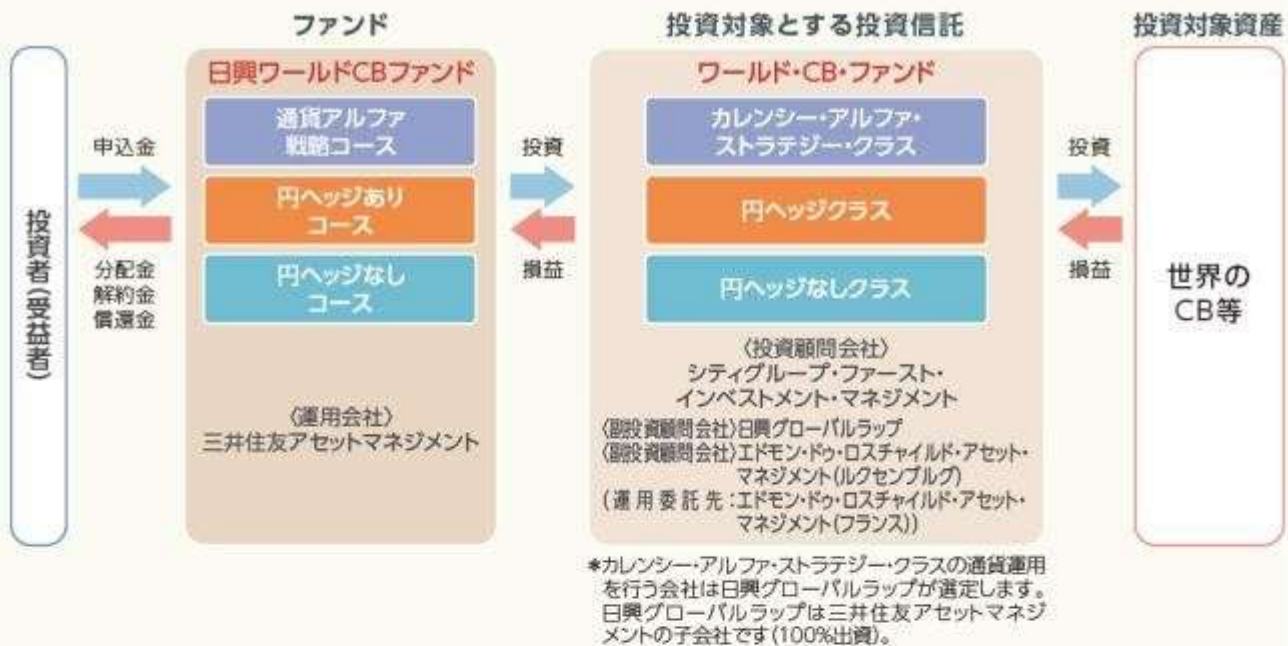 ファンド
投資対象とする投資信託
投資対象資産
投資者(受益者)
申込金
分配金
解約金
償還金
日興ワールドCBファンド
通貨アルファ
戦略コース
円ヘッジあり
コース
円ヘッジなし
コース
〈運用会社〉
三井住友アセットマネジメント
投資
損益
ワールド・CB・ファンド
カレンシー・アルファ・
ストラテジー・クラス
円ヘッジクラス
円ヘッジなしクラス
〈投資顧問会社〉
シティグループ・ファースト・
インベストメント・マネジメント
〈副投資顧問会社〉日興グローバルラップ
〈副投資顧問会社〉エドモン・ドゥ・ロスチャイルド・アセット・
マネジメント(ルクセンブルグ)
(運用委託先:エドモン・ドゥ・ロスチャイルド・アセット・
マネジメント(フランス))
投資
損益
世界の
CB等
*カレンシー・アルファ・ストラテジー・クラスの通貨運用
を行う会社は日興グローバルラップが選定します。
日興グローバルラップは三井住友アセットマネジ
メントの子会社です(100%出資)。